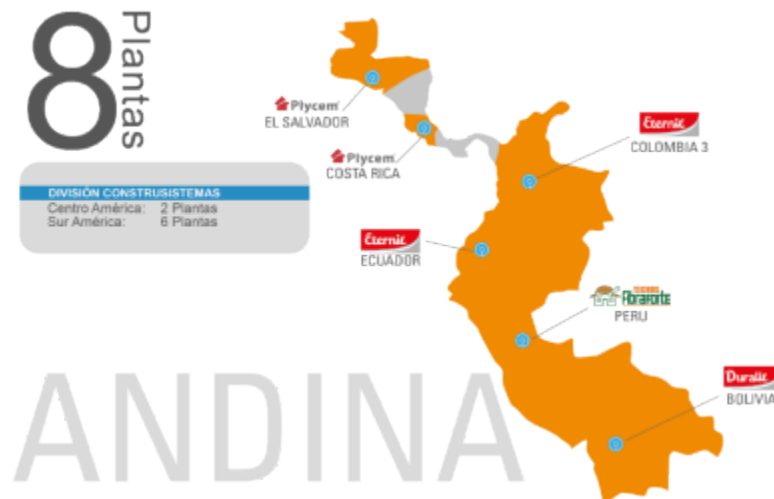 8 Plantas
DIVISIÓN CONSTRUSISTEMAS
Centro América: 2 Plantas
Sur América: 6 Plantas
Plycem
EL SALVADOR
Plycem
COSTA RICA
Eternit
COLOMBIA 3
Eternit
ECUADOR
Fibraforte
PERU
Duralit
BOLIVIA
ANDINA